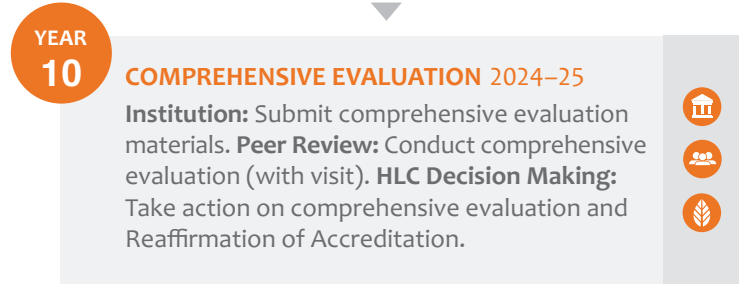 YEAR
10
COMPREHENSIVE EVALUATION 2024–25
Institution: Submit comprehensive evaluation
materials. Peer Review: Conduct comprehensive
evaluation (with visit). HLC Decision Making:
Take action on comprehensive evaluation and
Reaffirmation of Accreditation.